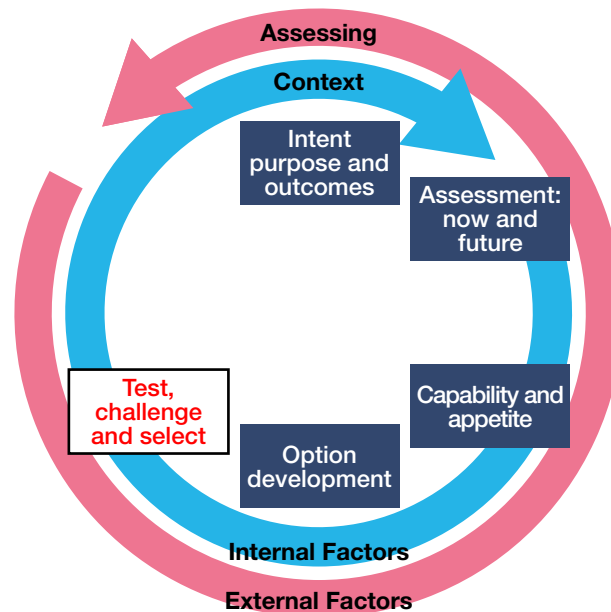 Assessing
Context
Intent
purpose and
outcomes
Assessment:
now and
future
Capability and
appetite
Option
development
Test,
challenge
and select
Internal Factors
External Factors